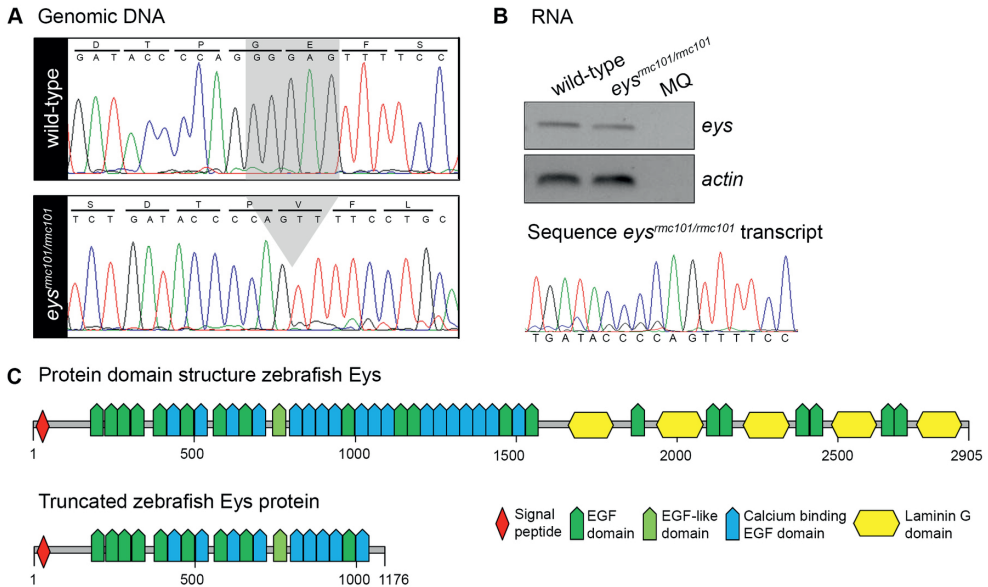 A Genomic DNA
wild-type
D T P G E F S
G A T A C C C C A G G G G A G T T T T C C
eys^rmc101/rmc101
S D T P V F L
T C T G A T A C C C C A G T T T T C C T G C
B RNA
wild-type
eys^rmc101/rmc101
MQ
eys
actin
Sequence eys^rmc101/rmc101 transcript
T G A T A C C C C A G T T T T C C
C Protein domain structure zebrafish Eys
1 500 1000 1500 2000 2500 2905
Truncated zebrafish Eys protein
1 500 1000 1176
Signal peptide
EGF domain
EGF-like domain
Calcium binding EGF domain
Laminin G domain